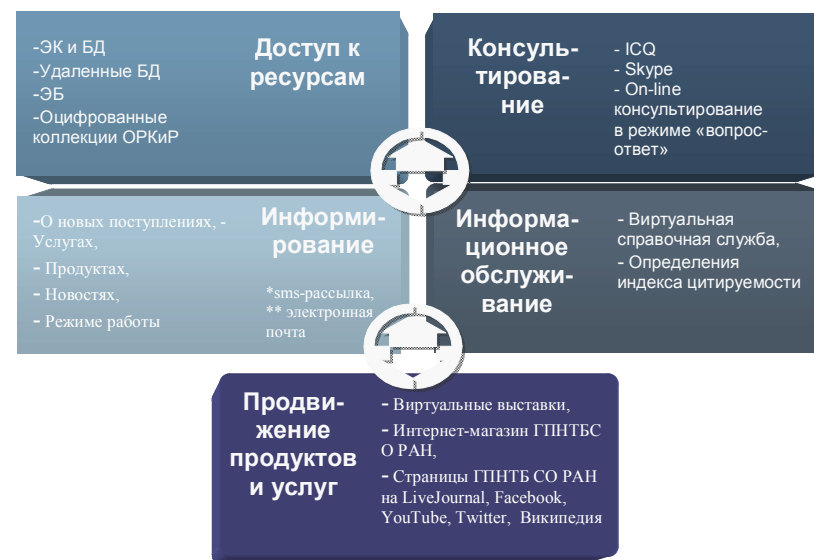 -ЭК и БД
-Удаленные БД
-ЭБ
-Оцифрованные
коллекции ОРКиР
Доступ к
ресурсам
Консуль-
тирова-
ние
- ICQ
- Skype
- On-line
консультирование
в режиме «вопрос-
ответ»
-О новых поступлениях, -
Услугах,
- Продуктах,
- Новостях,
- Режиме работы
Информи-
рование
*sms-рассылка,
** электронная
почта
Информа-
ционное
обслужи-
вание
- Виртуальная
справочная служба,
- Определения
индекса цитируемости
Продви-
жение
продуктов
и услуг
- Виртуальные выставки,
- Интернет-магазин ГПНТБС
О РАН,
- Страницы ГПНТБ СО РАН
на LiveJournal, Facebook,
YouTube, Twitter, Википедия